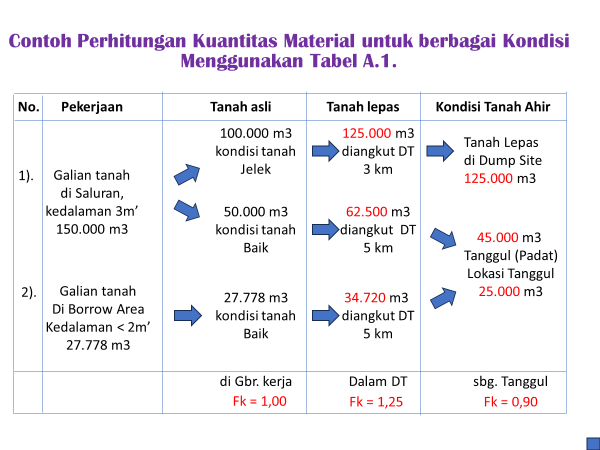 Contoh Perhitungan Kuantitas Material untuk berbagai Kondisi
Menggunakan Tabel A.1.
No. Pekerjaan Tanah asli Tanah lepas Kondisi Tanah Ahir
1). Galian tanah
di Saluran,
kedalaman 3m’
150.000 m3
100.000 m3
kondisi tanah
Jelek
125.000 m3
diangkut DT
3 km
Tanah Lepas
di Dump Site
125.000 m3
50.000 m3
kondisi tanah
Baik
62.500 m3
diangkut DT
5 km
45.000 m3
Tanggul (Padat)
Lokasi Tanggul
25.000 m3
2). Galian tanah
Di Borrow Area
Kedalaman < 2m’
27.778 m3
27.778 m3
kondisi tanah
Baik
34.720 m3
diangkut DT
5 km
di Gbr. kerja Dalam DT sbg. Tanggul
Fk = 1,00 Fk = 1,25 Fk = 0,90